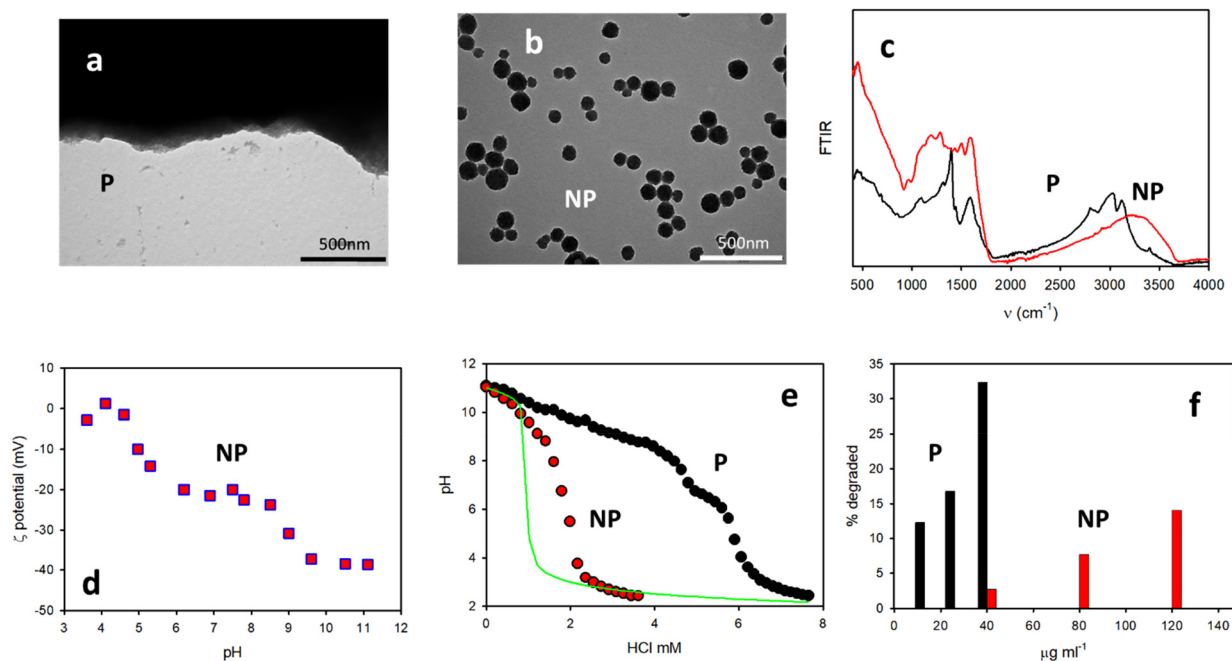 a
P
500nm
b
NP
500nm
c
P
NP
FTIR
500 1000 1500 2000 2500 3000 3500 4000
ν (cm-1)
10
0
-10
-20
-30
-40
-50
ζ potential (mV)
NP
d
3 4 5 6 7 8 9 10 11 12
pH
12
10
8
6
4
2
pH
e
P
NP
0 2 4 6 8
HCl mM
35
30
25
20
15
10
5
0
% degraded
f
P
NP
0 20 40 60 80 100 120 140
μg ml-1